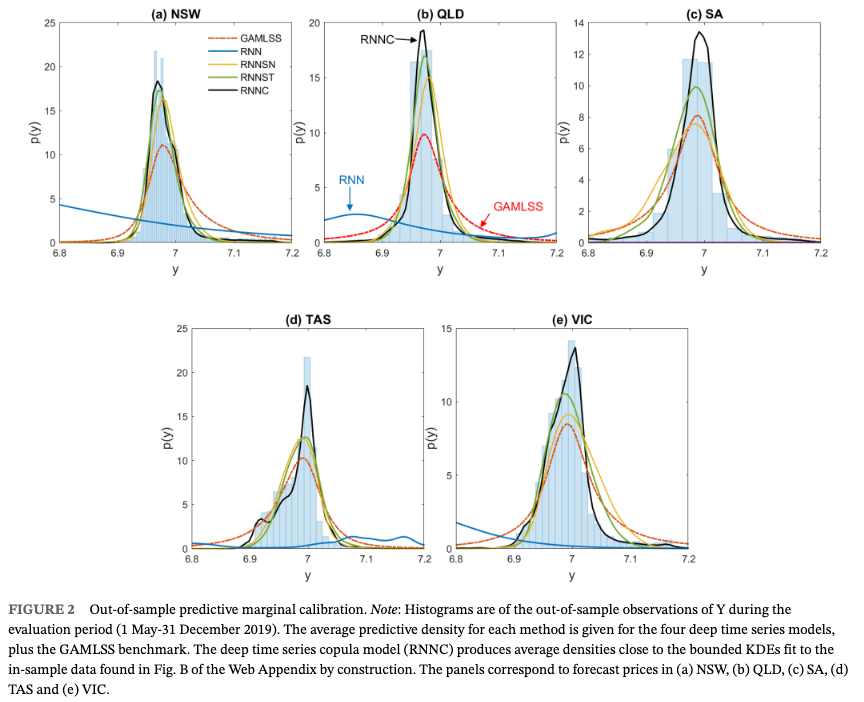 (a) NSW
25
20
15
10
5
0
p(y)
6.8 6.9 7 7.1 7.2
y
GAMLSS
RNN
RNNSN
RNNST
RNNC
(b) QLD
20
15
10
5
0
p(y)
6.8 6.9 7 7.1 7.2
y
RNNC
RNN
GAMLSS
(c) SA
14
12
10
8
6
4
2
0
p(y)
6.8 6.9 7 7.1 7.2
y
(d) TAS
25
20
15
10
5
0
p(y)
6.8 6.9 7 7.1 7.2
y
(e) VIC
15
10
5
0
p(y)
6.8 6.9 7 7.1 7.2
y
FIGURE 2 Out-of-sample predictive marginal calibration. Note: Histograms are of the out-of-sample observations of Y during the
evaluation period (1 May-31 December 2019). The average predictive density for each method is given for the four deep time series models,
plus the GAMLSS benchmark. The deep time series copula model (RNNC) produces average densities close to the bounded KDEs fit to the
in-sample data found in Fig. B of the Web Appendix by construction. The panels correspond to forecast prices in (a) NSW, (b) QLD, (c) SA, (d)
TAS and (e) VIC.